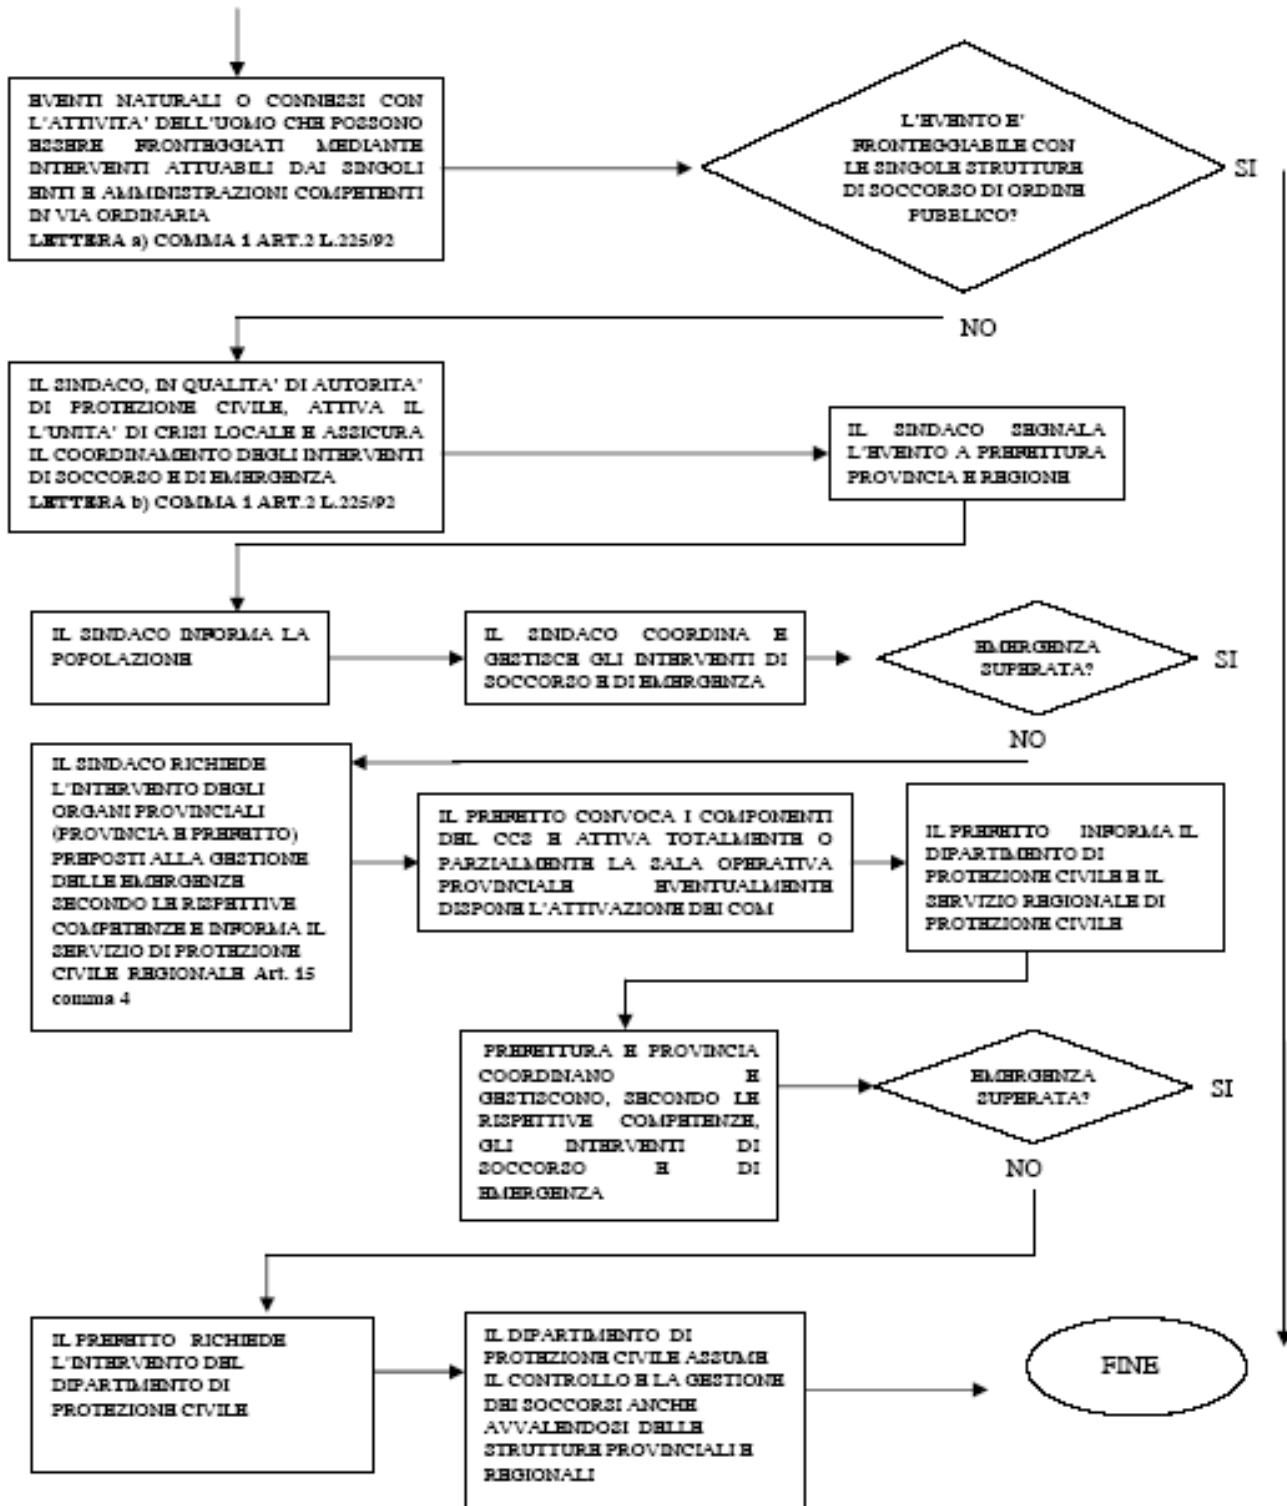 EVENTI NATURALI O CONNESSI CON
L'ATTIVITA' DELL'UOMO CHE POSSONO
ESSERE FRONTEGGIATI MEDIANTE
INTERVENTI ATTUABILI DAI SINGOLI
ENTI E AMMINISTRAZIONI COMPETENTI
IN VIA ORDINARIA
LETTERA a) COMMA 1 ART.2 L.225/92
L'EVENTO E'
FRONTEGGIABILE CON
LE SINGOLE STRUTTURE
DI SOCCORSO DI ORDINE
PUBBLICO?
SI
NO
IL SINDACO, IN QUALITA' DI AUTORITA'
DI PROTEZIONE CIVILE, ATTIVA IL
L'UNITA' DI CRISI LOCALE E ASSICURA
IL COORDINAMENTO DEGLI INTERVENTI
DI SOCCORSO E DI EMERGENZA
LETTERA b) COMMA 1 ART.2 L.225/92
IL SINDACO SEGNALA
L'EVENTO A PREFETTURA
PROVINCIA E REGIONE
IL SINDACO INFORMA LA
POPOLAZIONE
IL SINDACO COORDINA E
GESTISCE GLI INTERVENTI DI
SOCCORSO E DI EMERGENZA
EMERGENZA
SUPERATA?
SI
NO
IL SINDACO RICHIEDE
L'INTERVENTO DEGLI
ORGANI PROVINCIALI
(PROVINCIA E PREFETTO)
PREPOSTI ALLA GESTIONE
DELLE EMERGENZE
SECONDO LE RISPETTIVE
COMPETENZE E INFORMA IL
SERVIZIO DI PROTEZIONE
CIVILE REGIONALE Art. 15
comma 4
IL PREFETTO CONVOCA I COMPONENTI
DEL CCS E ATTIVA TOTALMENTE O
PARZIALMENTE LA SALA OPERATIVA
PROVINCIALE EVENTUALMENTE
DISPONE L'ATTIVAZIONE DEI COM
IL PREFETTO INFORMA IL
DIPARTIMENTO DI
PROTEZIONE CIVILE E IL
SERVIZIO REGIONALE DI
PROTEZIONE CIVILE
PREFETTURA E PROVINCIA
COORDINANO E
GESTISCONO, SECONDO LE
RISPETTIVE COMPETENZE,
GLI INTERVENTI DI
SOCCORSO E DI
EMERGENZA
EMERGENZA
SUPERATA?
SI
NO
IL PREFETTO RICHIEDE
L'INTERVENTO DEL
DIPARTIMENTO DI
PROTEZIONE CIVILE
IL DIPARTIMENTO DI
PROTEZIONE CIVILE ASSUME
IL CONTROLLO E LA GESTIONE
DEI SOCCORSI ANCHE
AVVALENDOSI DELLE
STRUTTURE PROVINCIALI E
REGIONALI
FINE